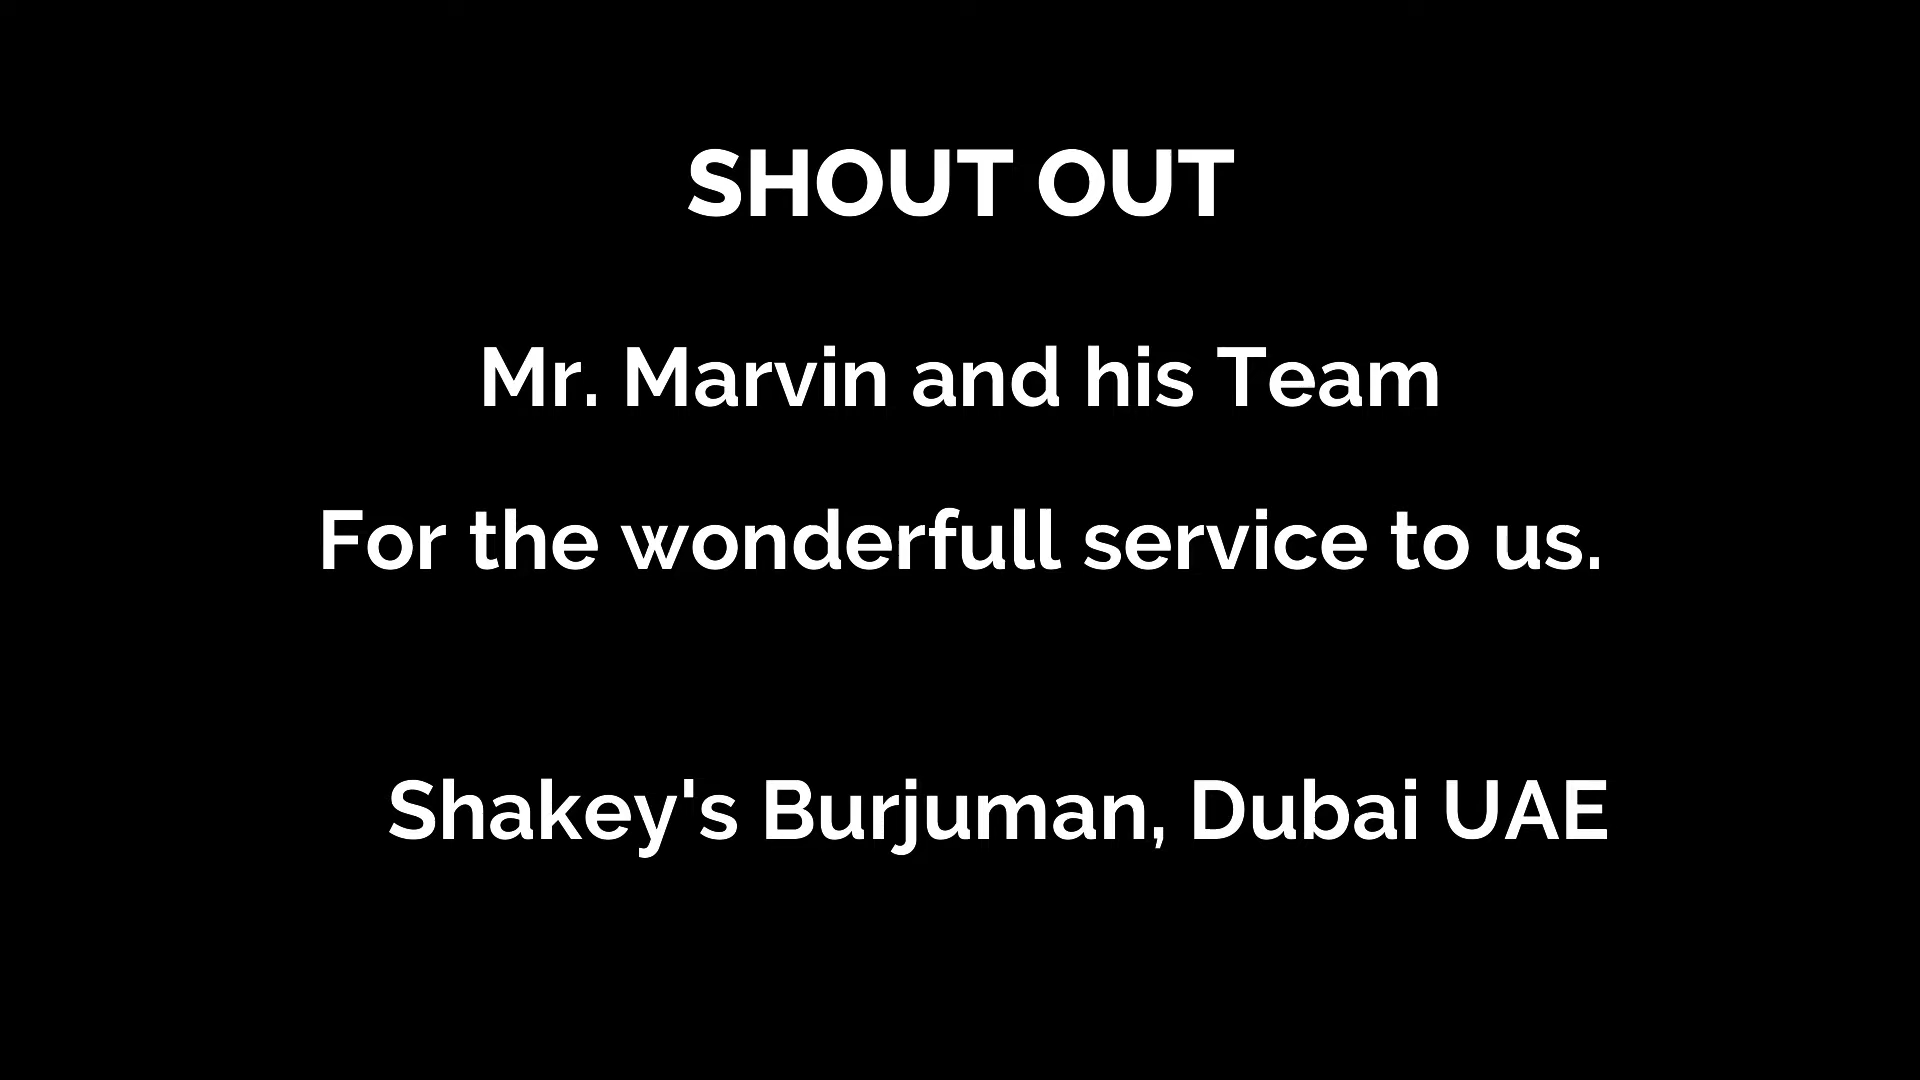 SHOUT OUT
Mr. Marvin and his Team
For the wonderfull service to us.
Shakey's Burjuman, Dubai UAE